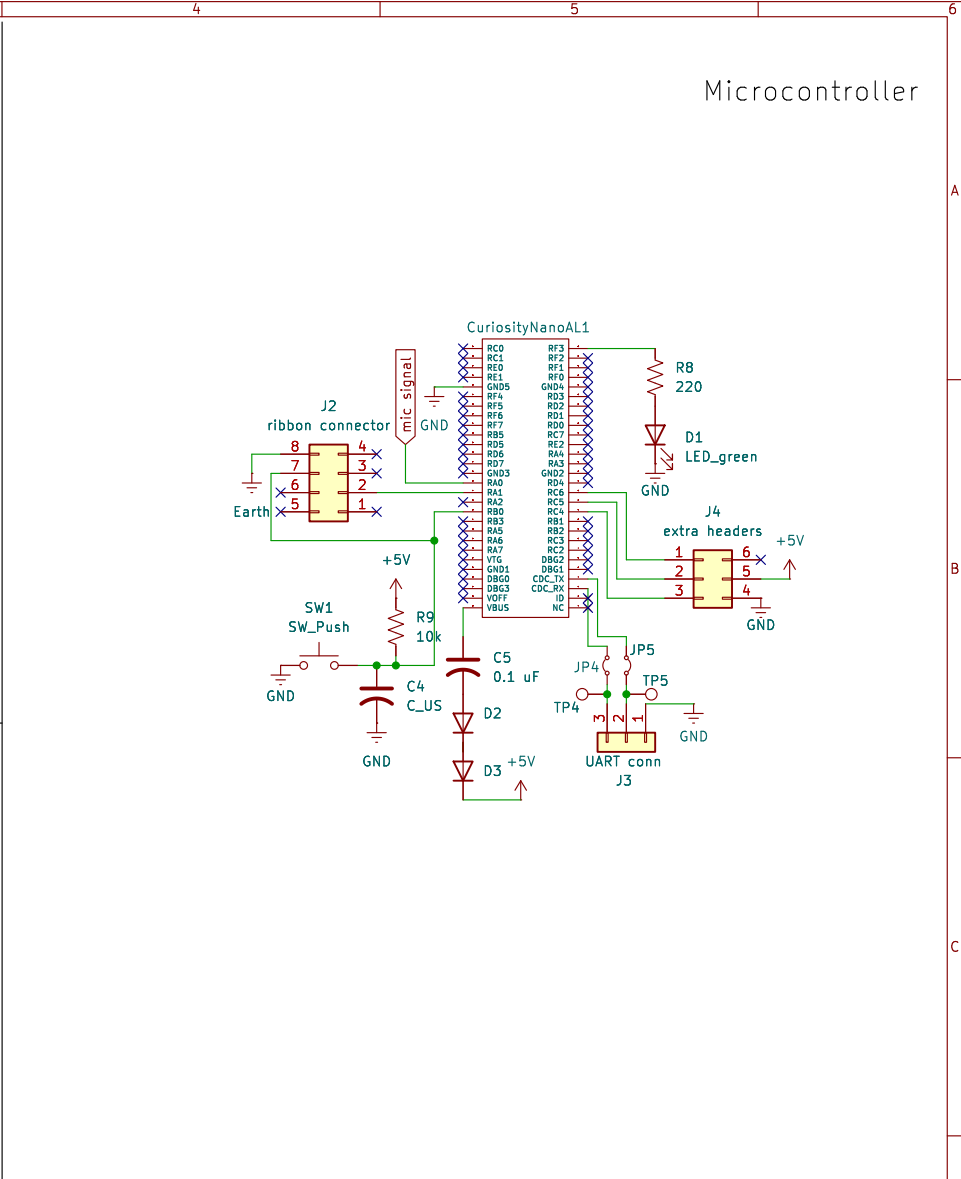 4 5 6
Microcontroller
A
CuriosityNanoAL1
RC0 RF3
RC1 RF2
RE0 RF1
RE1 RF0
GND5 GND4
RF4 RD3
RF5 RD2
RF6 RD1
RF7 RD0
RB5 RC7
RD5 RE2
RD6 RA4
RD7 RA3
GND3 GND2
RA0 RD4
RA1 RC6
RA2 RC5
RB0 RC4
RB3 RB1
RA5 RB2
RA6 RC3
RA7 RC2
VTG DBG2
GND1 DBG1
DBG0 CDC_TX
DBG3 CDC_RX
VOFF ID
VBUS NC
mic signal
GND
J2
ribbon connector
8 4
7 3
6 2
5 1
Earth
R8
220
D1
LED_green
GND
J4
extra headers
1 6
2 5
3 4
+5V
GND
B
+5V
R9
10k
SW1
SW_Push
GND
C4
C_US
GND
C5
0.1 uF
D2
D3
+5V
JP4
JP5
TP4
TP5
3 2 1
GND
UART conn
J3
C